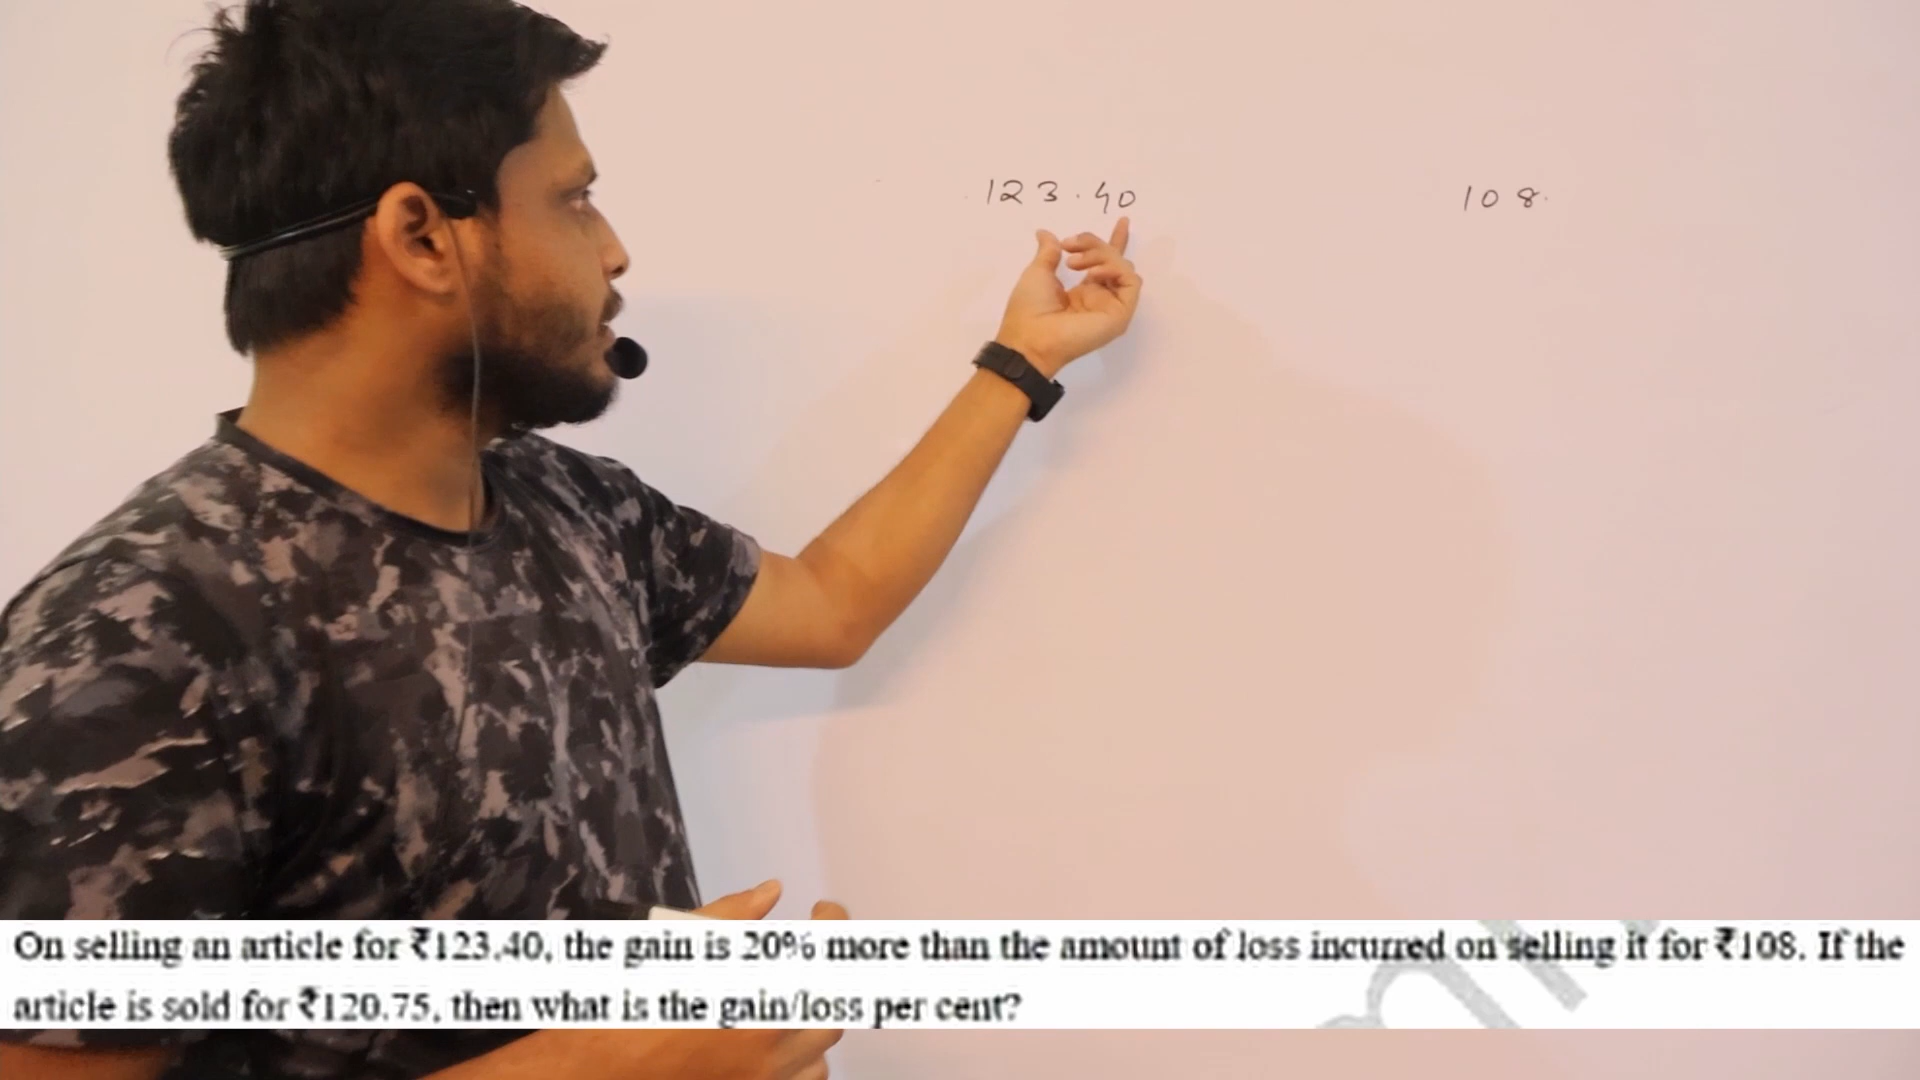 123.40
108.
On selling an article for ₹123.40, the gain is 20% more than the amount of loss incurred on selling it for ₹108. If the
article is sold for ₹120.75, then what is the gain/loss per cent?